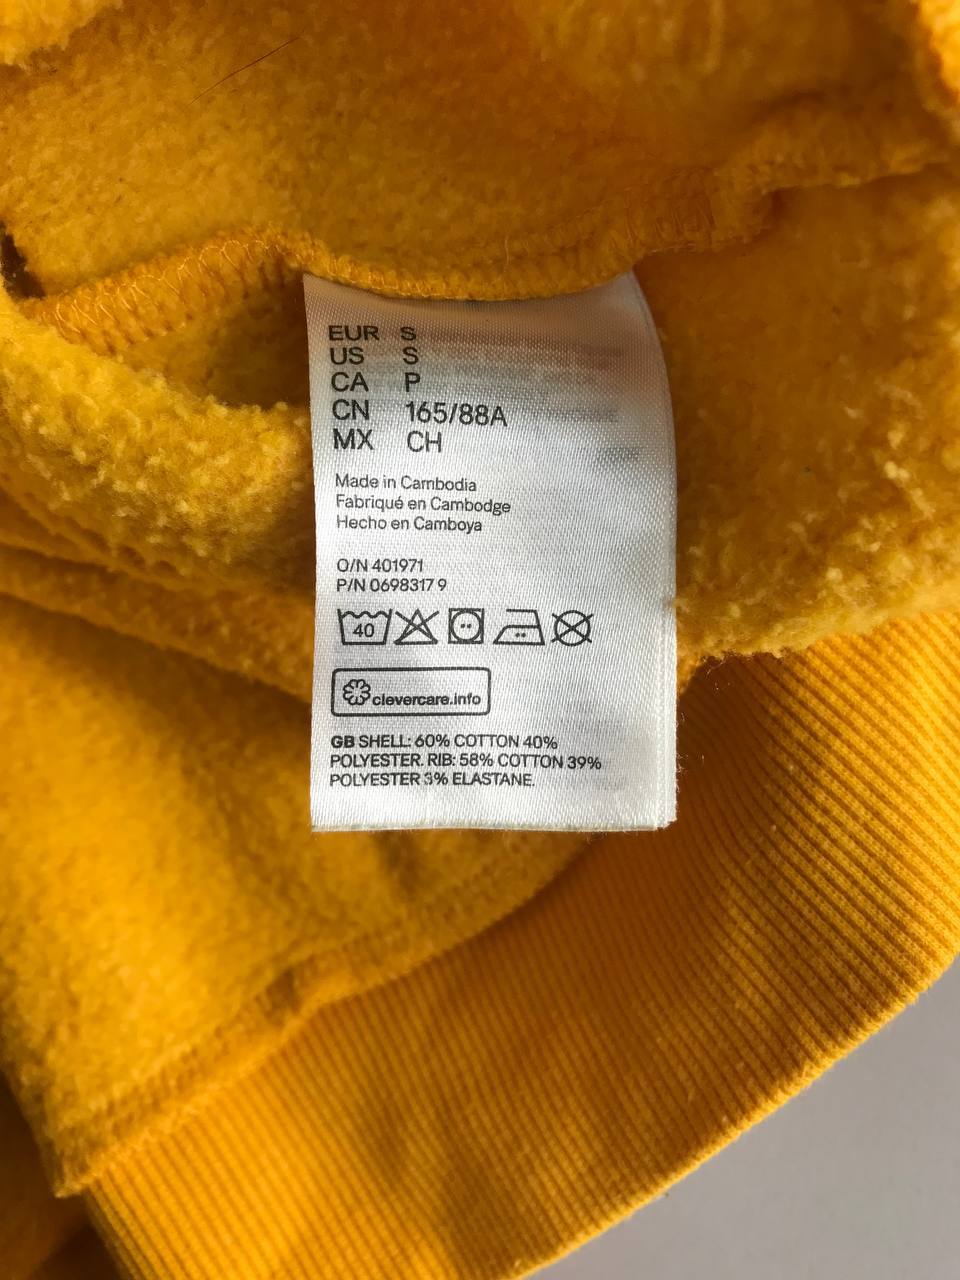 EUR S
US S
CA P
CN 165/88A
MX CH
Made in Cambodia
Fabriqué en Cambodge
Hecho en Camboya
O/N 401971
P/N 0698317 9
40
clevercare.info
GB SHELL: 60% COTTON 40%
POLYESTER. RIB: 58% COTTON 39%
POLYESTER 3% ELASTANE.